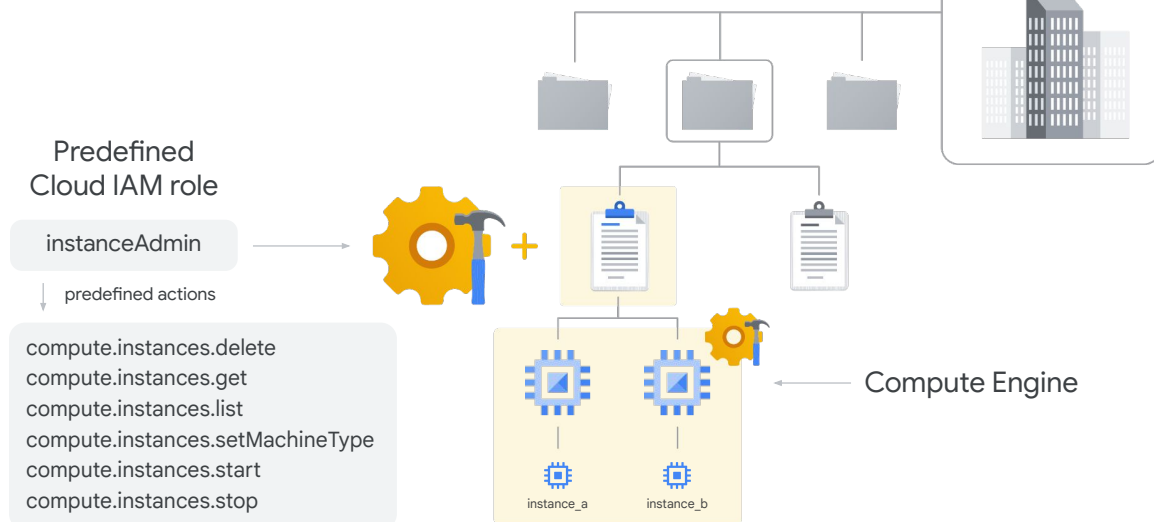 Predefined
Cloud IAM role
instanceAdmin
predefined actions
compute.instances.delete
compute.instances.get
compute.instances.list
compute.instances.setMachineType
compute.instances.start
compute.instances.stop
Compute Engine
instance_a
instance_b